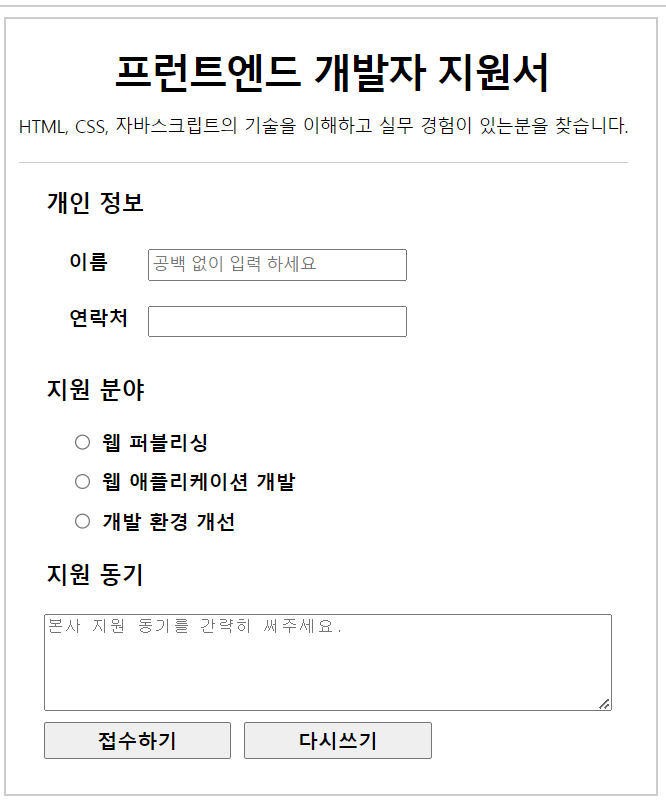 프런트엔드 개발자 지원서
HTML, CSS, 자바스크립트의 기술을 이해하고 실무 경험이 있는분을 찾습니다.
개인 정보
이름 공백 없이 입력 하세요
연락처
지원 분야
웹 퍼블리싱
웹 애플리케이션 개발
개발 환경 개선
지원 동기
본사 지원 동기를 간략히 써주세요.
접수하기 다시쓰기